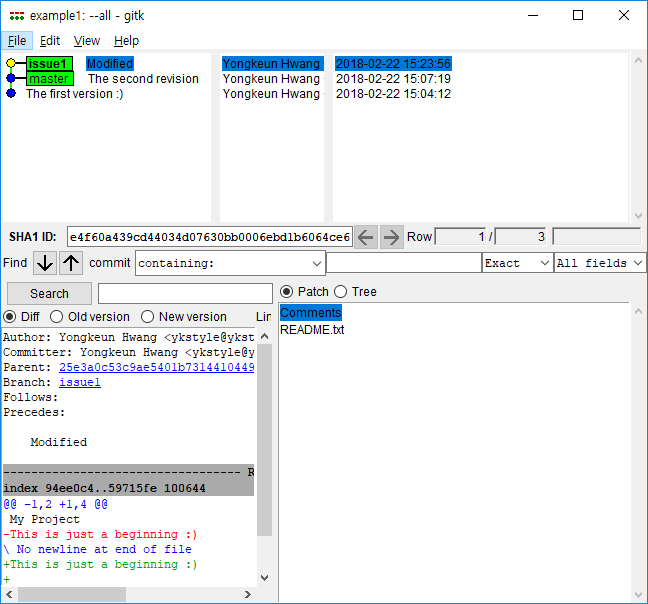 example1: --all - gitk
File Edit View Help
issue1 Modified Yongkeun Hwang 2018-02-22 15:23:56
master The second revision Yongkeun Hwang 2018-02-22 15:07:19
The first version :) Yongkeun Hwang 2018-02-22 15:04:12
SHA1 ID: e4f60a439cd44034d07630bb0006ebd1b6064ce6 Row 1 / 3
Find commit containing: Exact All fields
Search Patch Tree
Diff Old version New version Lin
Comments
README.txt
Author: Yongkeun Hwang <ykstyle@ykst
Committer: Yongkeun Hwang <ykstyle@y
Parent: 25e3a0c53c9ae5401b7314410449
Branch: issue1
Follows:
Precedes:
Modified
---------------------------------- R
index 94ee0c4..59715fe 100644
@@ -1,2 +1,4 @@
My Project
-This is just a beginning :)
\ No newline at end of file
+This is just a beginning :)
+